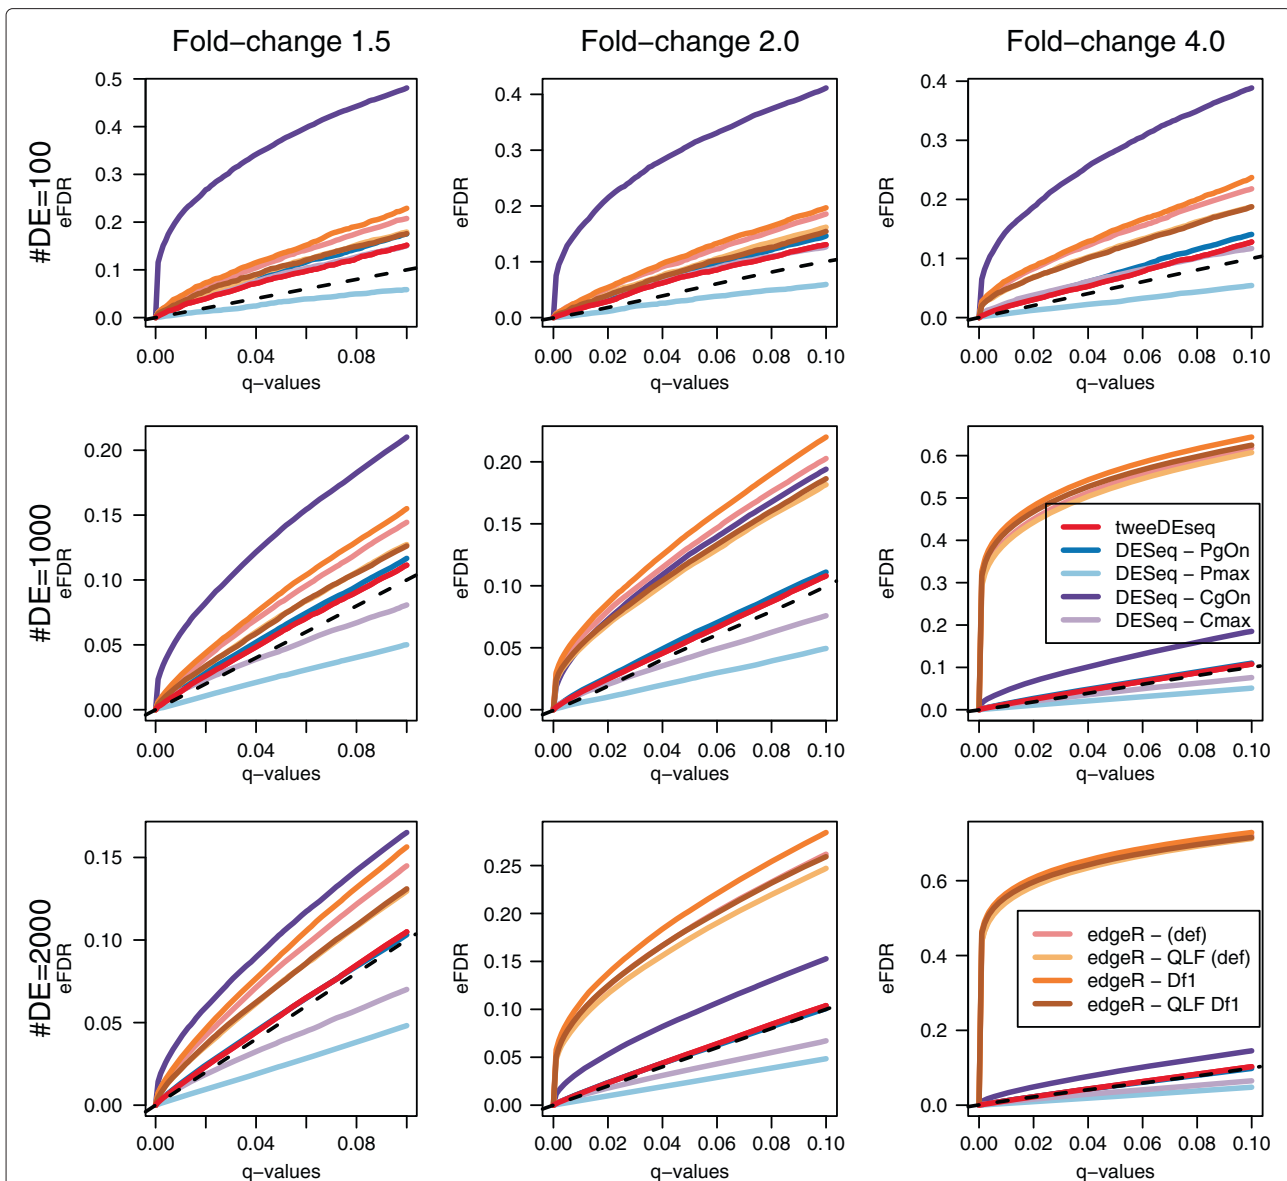 Fold−change 1.5
Fold−change 2.0
Fold−change 4.0
#DE=100
eFDR
0.5
0.4
0.3
0.2
0.1
0.0
0.00 0.04 0.08
q−values
eFDR
0.4
0.3
0.2
0.1
0.0
0.00 0.02 0.04 0.06 0.08 0.10
q−values
eFDR
0.4
0.3
0.2
0.1
0.0
0.00 0.02 0.04 0.06 0.08 0.10
q−values
#DE=1000
eFDR
0.20
0.15
0.10
0.05
0.00
0.00 0.04 0.08
q−values
eFDR
0.20
0.15
0.10
0.05
0.00
0.00 0.02 0.04 0.06 0.08 0.10
q−values
eFDR
0.6
0.5
0.4
0.3
0.2
0.1
0.0
tweeDEseq
DESeq − PgOn
DESeq − Pmax
DESeq − CgOn
DESeq − Cmax
0.00 0.02 0.04 0.06 0.08 0.10
q−values
#DE=2000
eFDR
0.15
0.10
0.05
0.00
0.00 0.04 0.08
q−values
eFDR
0.25
0.20
0.15
0.10
0.05
0.00
0.00 0.02 0.04 0.06 0.08 0.10
q−values
eFDR
0.6
0.4
0.2
0.0
edgeR − (def)
edgeR − QLF (def)
edgeR − Df1
edgeR − QLF Df1
0.00 0.02 0.04 0.06 0.08 0.10
q−values